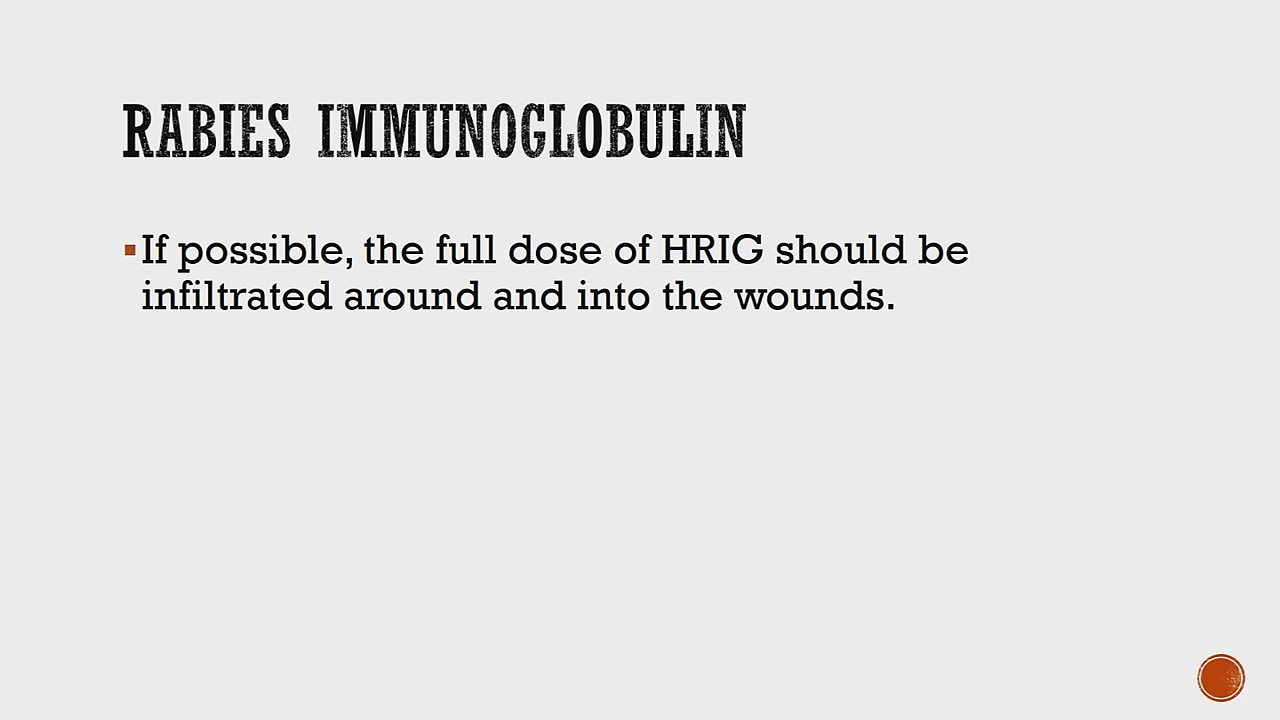 RABIES IMMUNOGLOBULIN
If possible, the full dose of HRIG should be
infiltrated around and into the wounds.